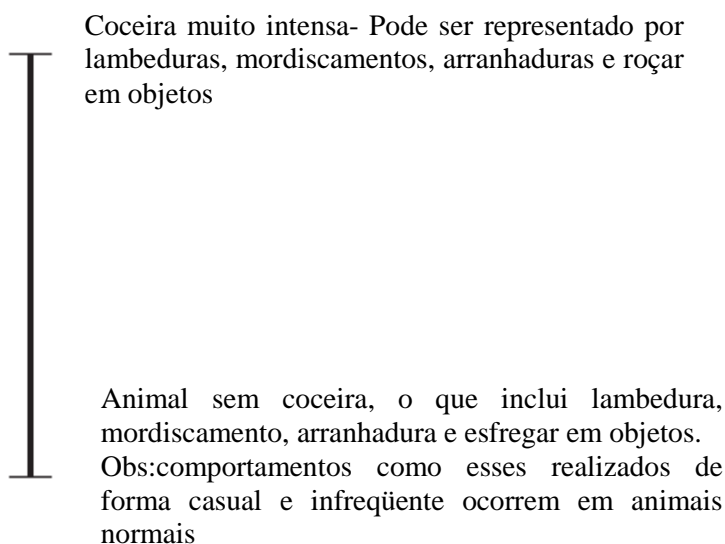 Coceira muito intensa- Pode ser representado por
lambeduras, mordiscamentos, arranhaduras e roçar
em objetos
Animal sem coceira, o que inclui lambedura,
mordiscamento, arranhadura e esfregar em objetos.
Obs:comportamentos como esses realizados de
forma casual e infreqüente ocorrem em animais
normais